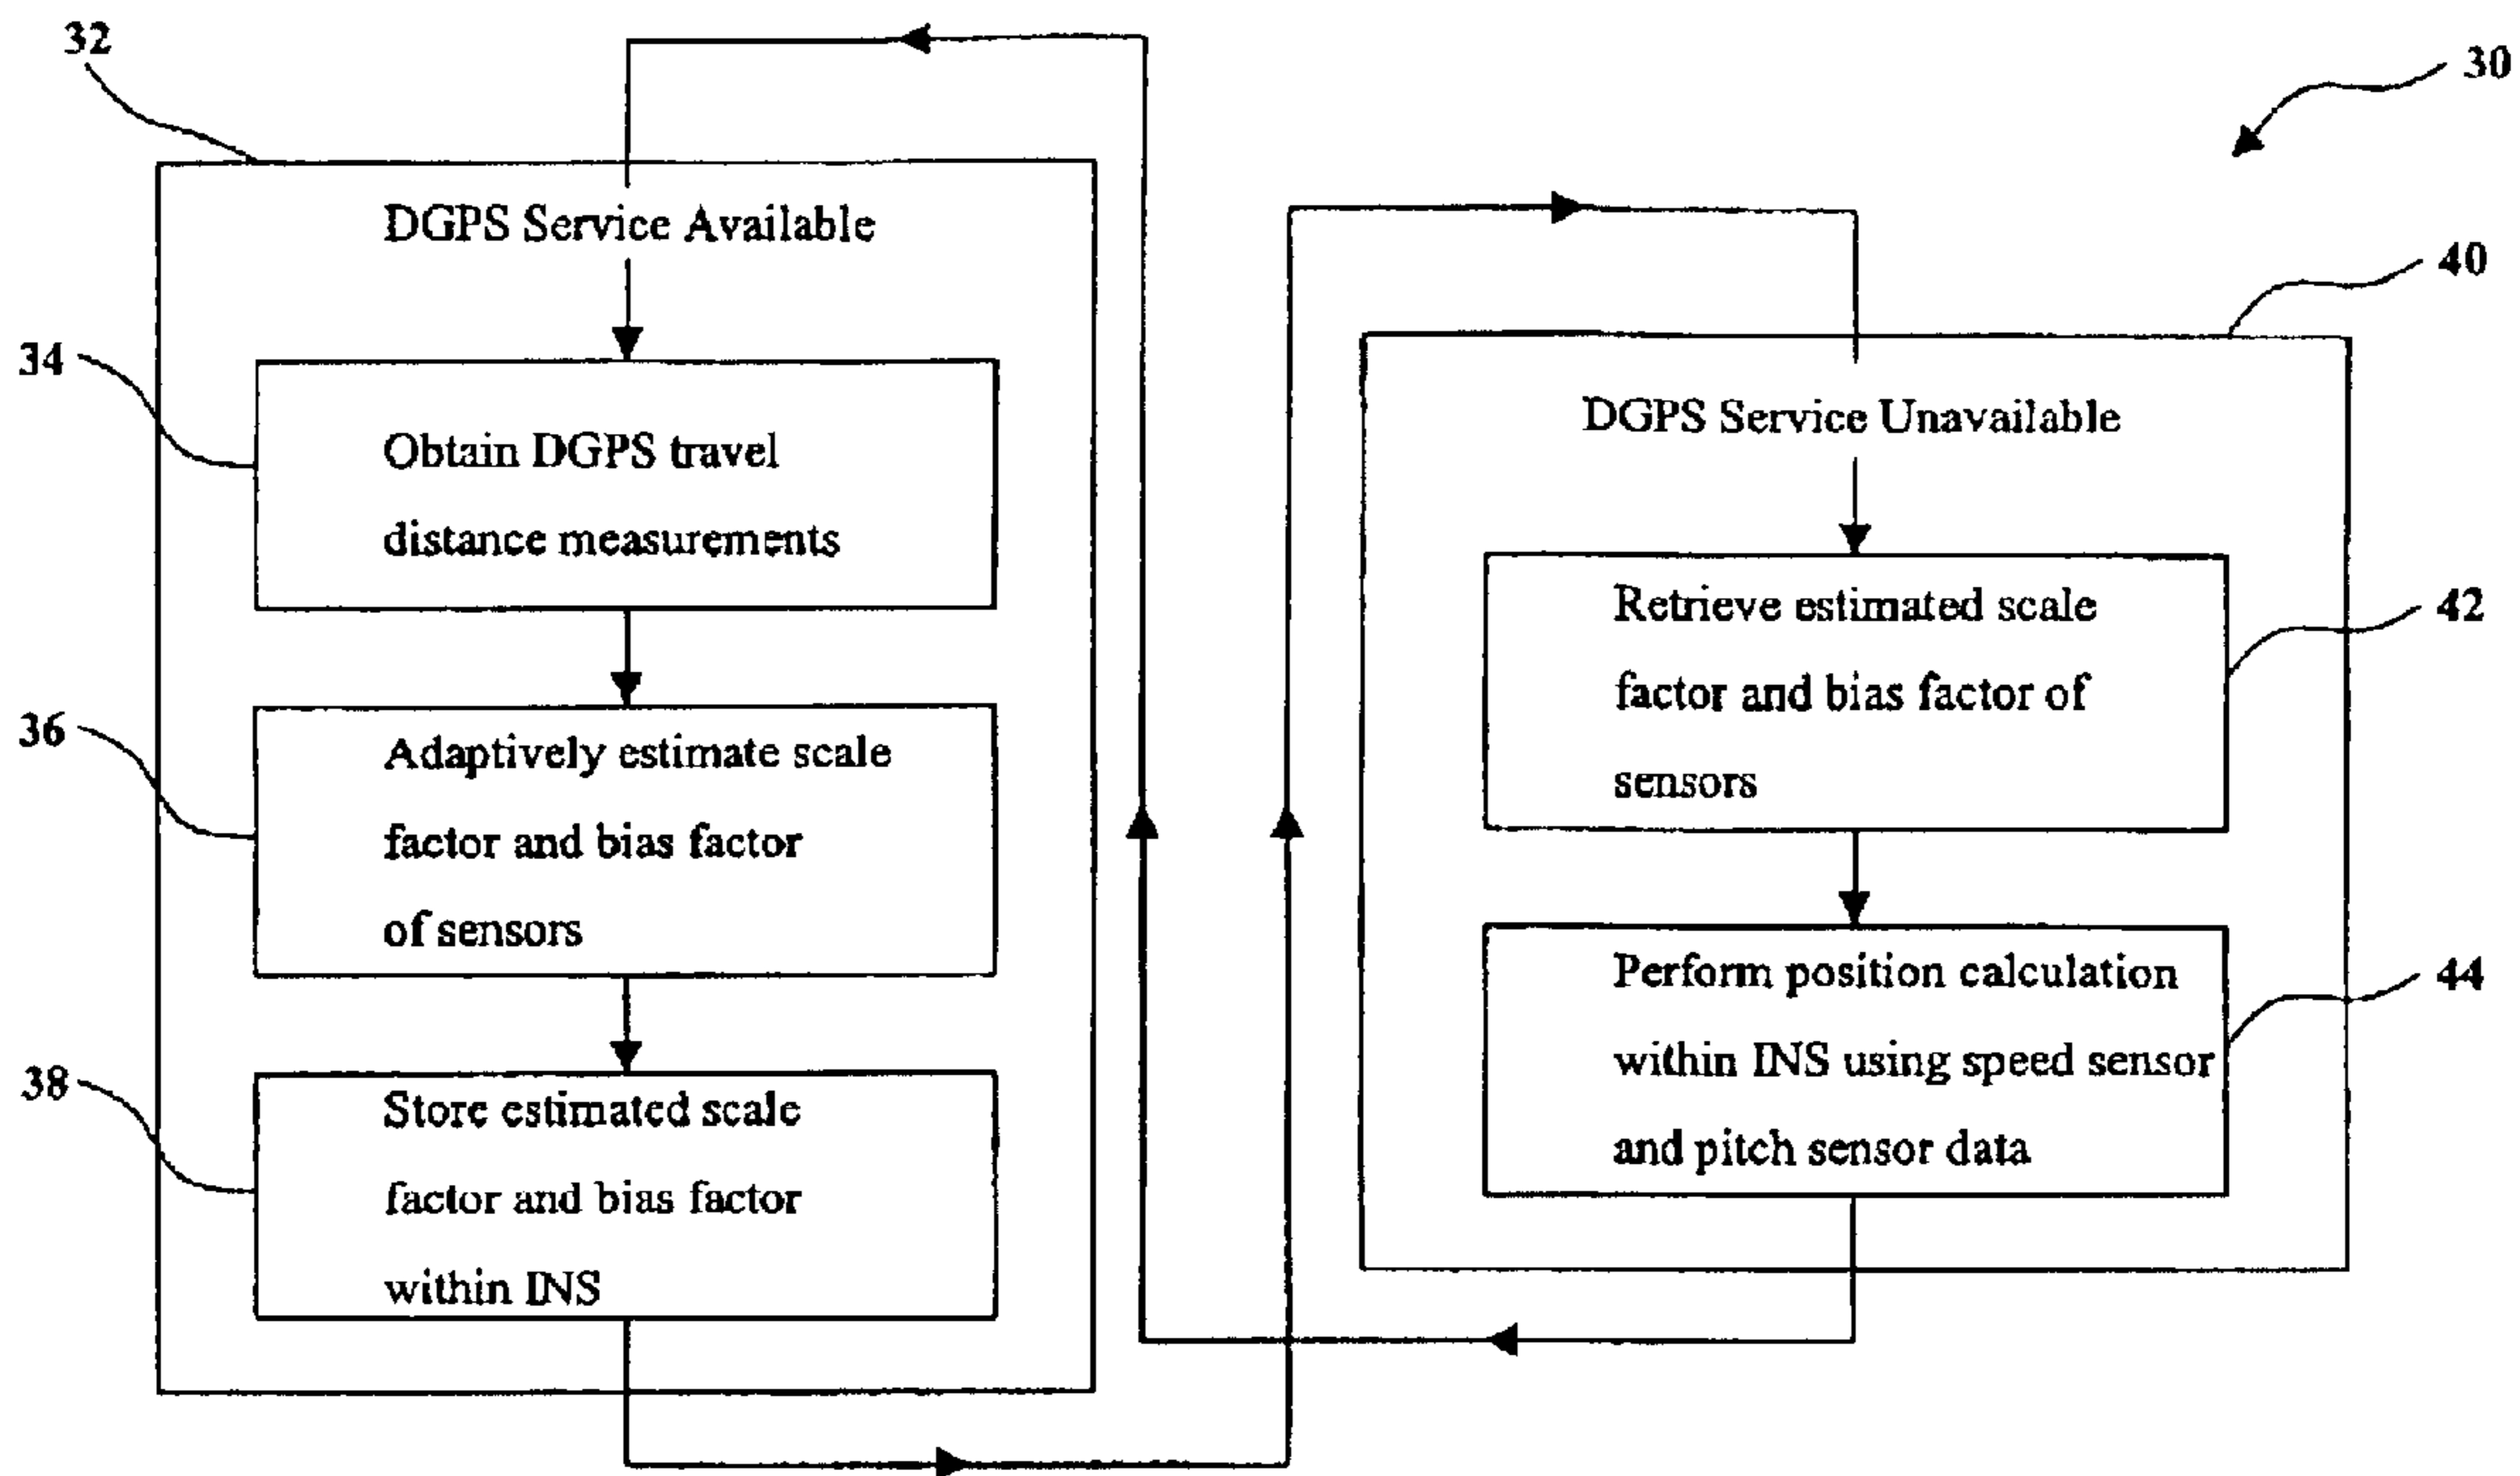 32
30
DGPS Service Available
34
Obtain DGPS travel
distance measurements
36
Adaptively estimate scale
factor and bias factor
of sensors
38
Store estimated scale
factor and bias factor
within INS
40
DGPS Service Unavailable
42
Retrieve estimated scale
factor and bias factor of
sensors
44
Perform position calculation
within INS using speed sensor
and pitch sensor data